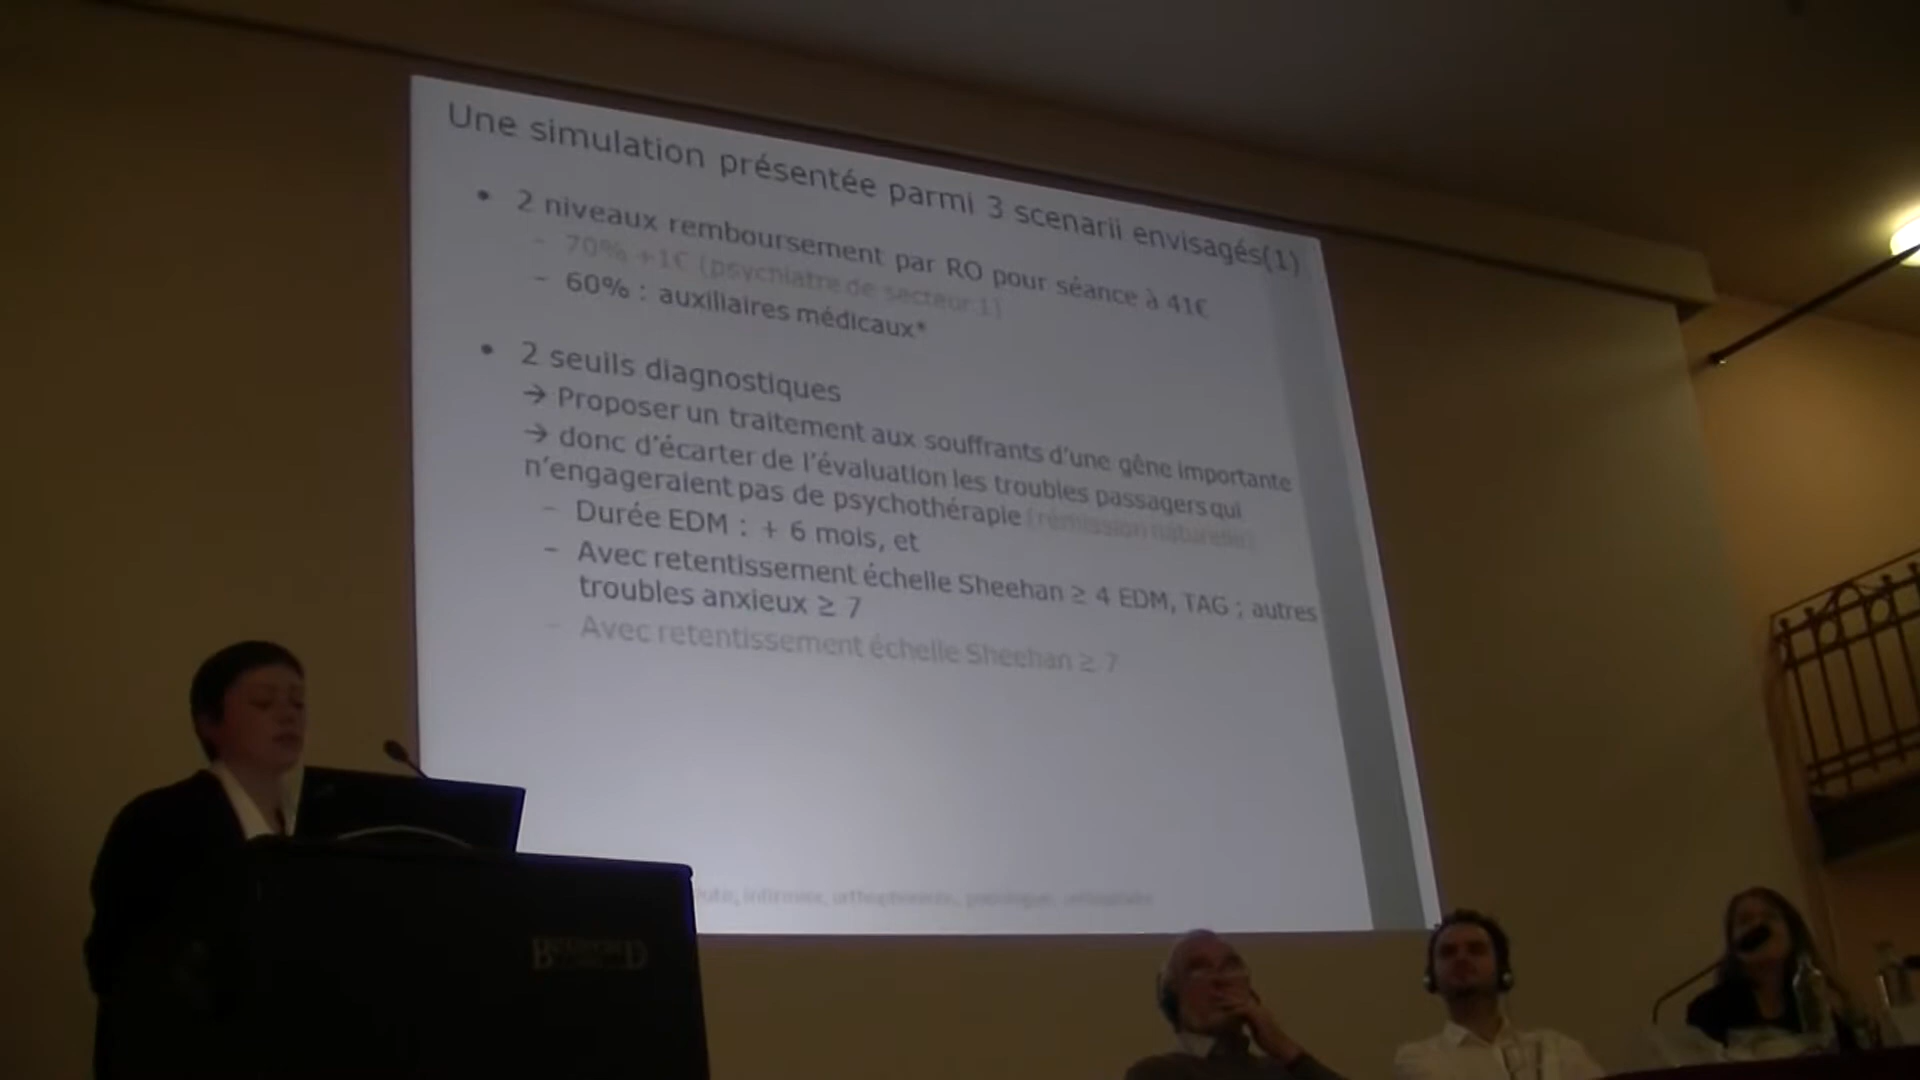 Une simulation présentée parmi 3 scenarii envisagés(1)
• 2 niveaux remboursement par RO pour séance à 41€
– 70% +1€ (psychiatre de secteur 1)
– 60% : auxiliaires médicaux*
• 2 seuils diagnostiques
→ Proposer un traitement aux souffrants d’une gêne importante
→ donc d’écarter de l’évaluation les troubles passagers qui
n’engageraient pas de psychothérapie (rémission naturelle)
– Durée EDM : + 6 mois, et
– Avec retentissement échelle Sheehan ≥ 4 EDM, TAG ; autres
troubles anxieux ≥ 7
– Avec retentissement échelle Sheehan ≥ 7
infirmier, orthophoniste,